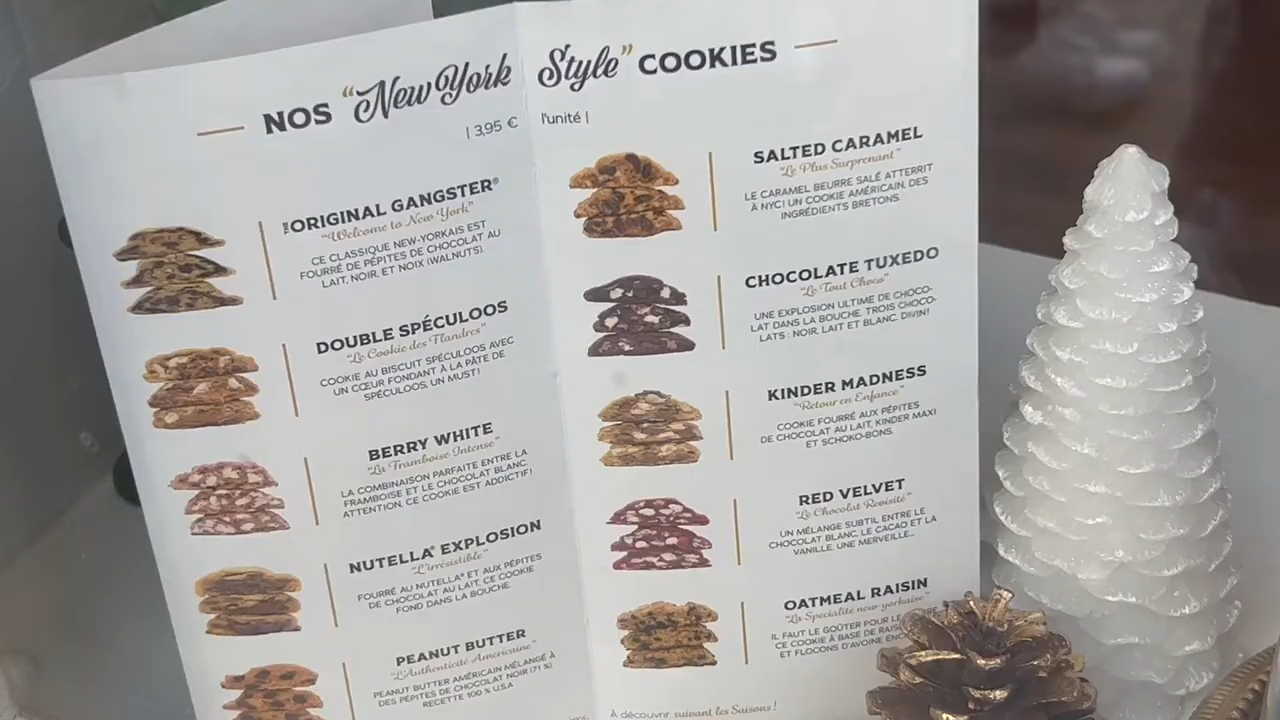 NOS "New York Style" COOKIES
| 3,95 € l'unité |
THE ORIGINAL GANGSTER®
"Welcome to New York"
CE CLASSIQUE NEW-YORKAIS EST
FOURRÉ DE PÉPITES DE CHOCOLAT AU
LAIT, NOIR, ET NOIX (WALNUTS).
DOUBLE SPÉCULOOS
"Le Cookie des Flandres"
COOKIE AU BISCUIT SPÉCULOOS AVEC
UN CŒUR FONDANT À LA PÂTE DE
SPÉCULOOS, UN MUST!
BERRY WHITE
"La Framboise Intense"
LA COMBINAISON PARFAITE ENTRE LA
FRAMBOISE ET LE CHOCOLAT BLANC.
ATTENTION, CE COOKIE EST ADDICTIF!
NUTELLA® EXPLOSION
"L'irrésistible"
FOURRÉ AU NUTELLA® ET AUX PÉPITES
DE CHOCOLAT AU LAIT, CE COOKIE
FOND DANS LA BOUCHE.
PEANUT BUTTER
"L'Authenticité Américaine"
PEANUT BUTTER AMÉRICAIN MÉLANGÉ À
DES PÉPITES DE CHOCOLAT NOIR (71 %).
RECETTE 100 % U.S.A
SALTED CARAMEL
"Le Plus Surprenant"
LE CARAMEL BEURRE SALÉ ATTERRIT
À NYC! UN COOKIE AMÉRICAIN, DES
INGRÉDIENTS BRETONS.
CHOCOLATE TUXEDO
"Le Tout Choco"
UNE EXPLOSION ULTIME DE CHOCO-
LAT DANS LA BOUCHE. TROIS CHOCO-
LATS : NOIR, LAIT ET BLANC. DIVIN!
KINDER MADNESS
"Retour en Enfance"
COOKIE FOURRÉ AUX PÉPITES
DE CHOCOLAT AU LAIT, KINDER MAXI
ET SCHOKO-BONS.
RED VELVET
"Le Chocolat Revisité"
UN MÉLANGE SUBTIL ENTRE LE
CHOCOLAT BLANC, LE CACAO ET LA
VANILLE. UNE MERVEILLE...
OATMEAL RAISIN
"La Spécialité new-yorkaise"
IL FAUT LE GOÛTER POUR LE
CE COOKIE À BASE DE
ET FLOCONS D'AVOINE
À découvrir suivant les Saisons!